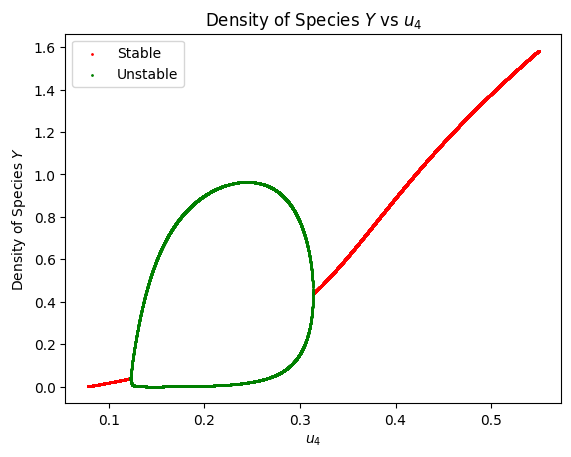 Density of Species Y vs u₄
Stable
Unstable
Density of Species Y
1.6
1.4
1.2
1.0
0.8
0.6
0.4
0.2
0.0
0.1 0.2 0.3 0.4 0.5
u₄